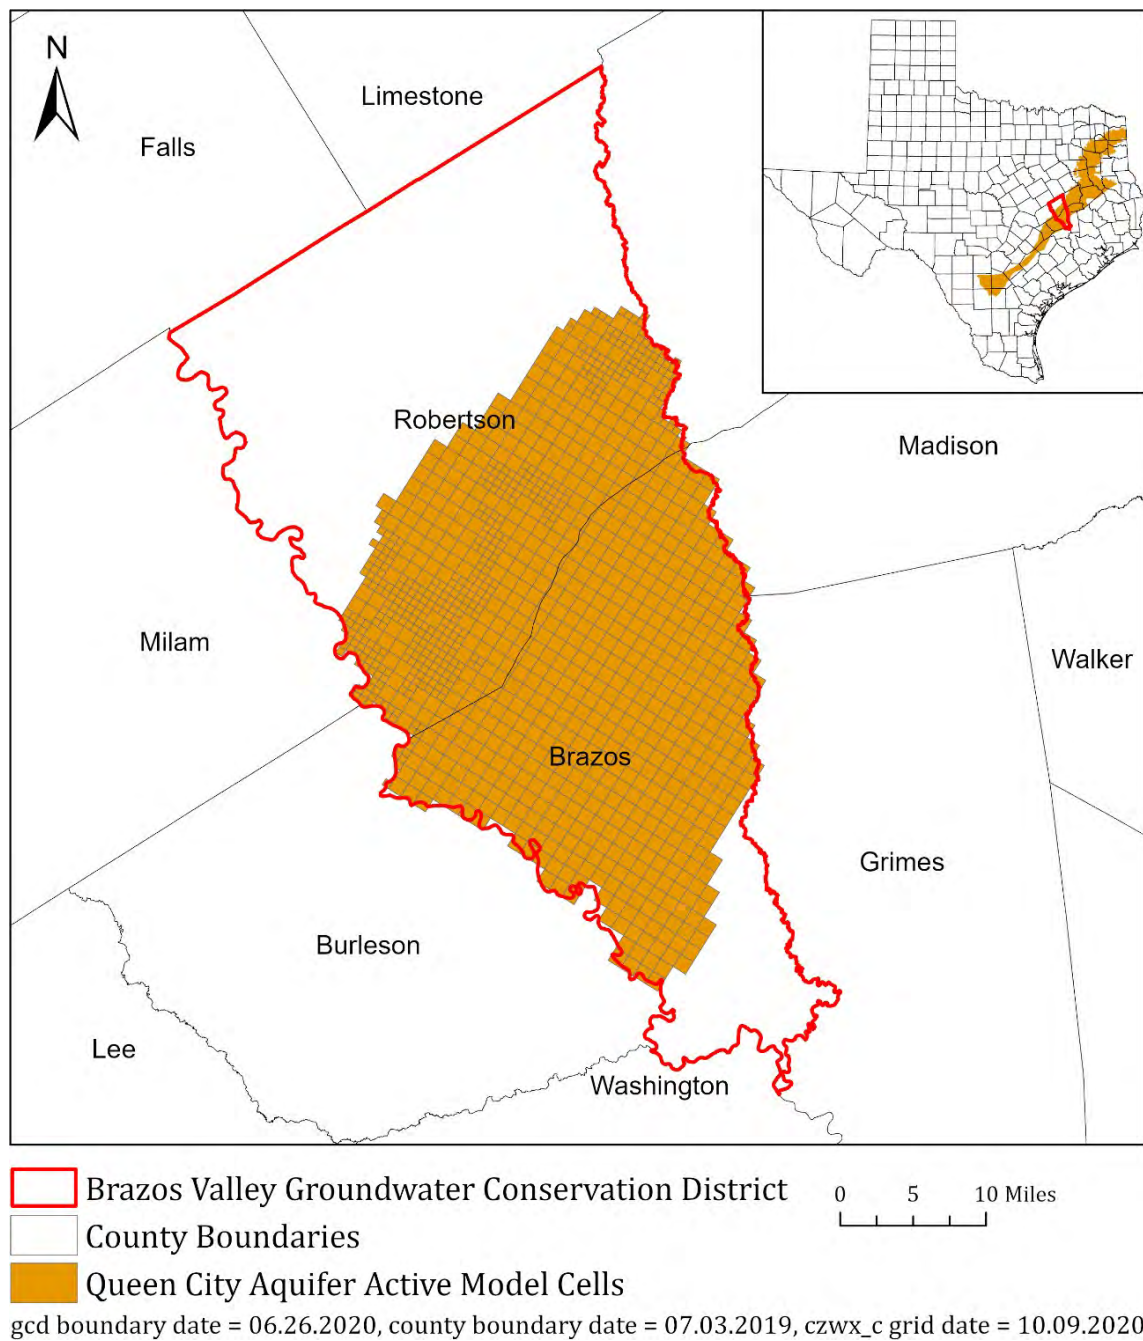 N
Limestone
Falls
Robertson
Madison
Milam
Walker
Brazos
Grimes
Burleson
Lee
Washington
Brazos Valley Groundwater Conservation District
0 5 10 Miles
County Boundaries
Queen City Aquifer Active Model Cells
gcd boundary date = 06.26.2020, county boundary date = 07.03.2019, czwx_c grid date = 10.09.2020